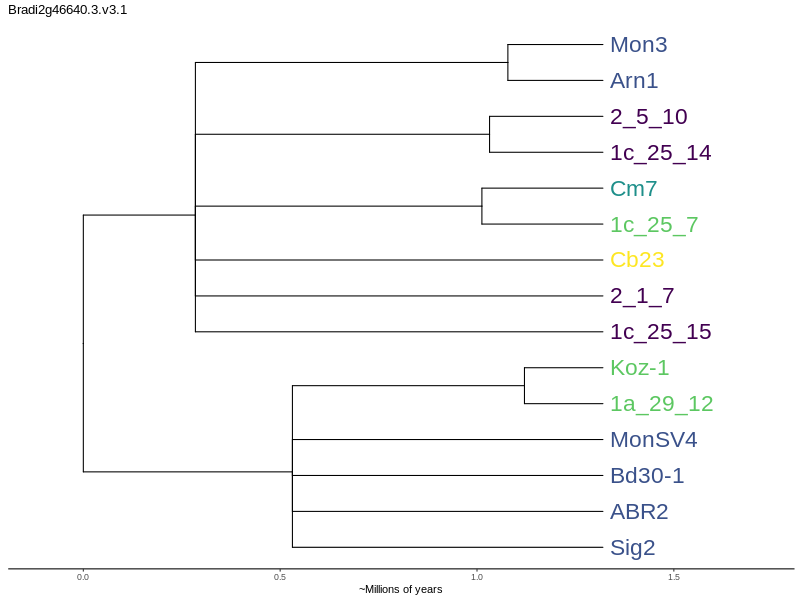 Bradi2g46640.3.v3.1
Mon3
Arn1
2_5_10
1c_25_14
Cm7
1c_25_7
Cb23
2_1_7
1c_25_15
Koz-1
1a_29_12
MonSV4
Bd30-1
ABR2
Sig2
0.0 0.5 1.0 1.5
~Millions of years